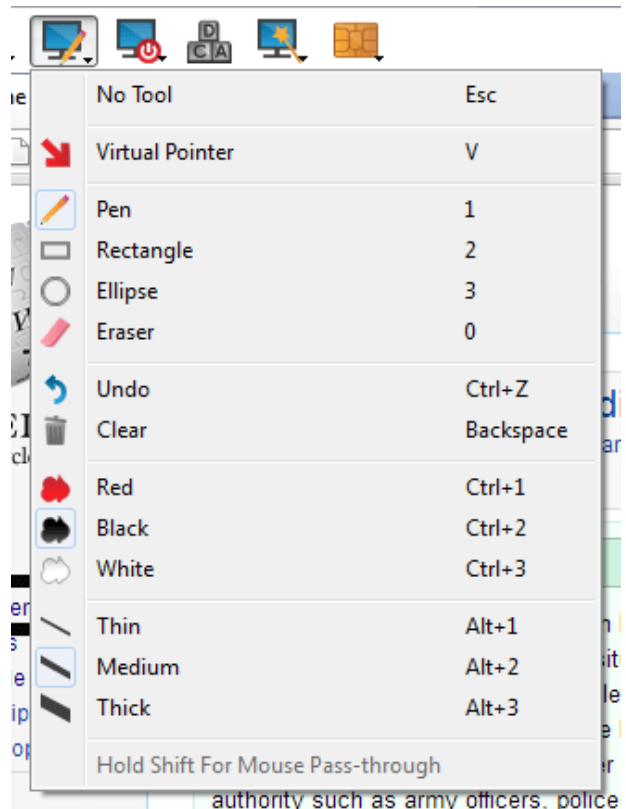 D
C A
No Tool Esc
Virtual Pointer V
Pen 1
Rectangle 2
Ellipse 3
Eraser 0
Undo Ctrl+Z
Clear Backspace
Red Ctrl+1
Black Ctrl+2
White Ctrl+3
Thin Alt+1
Medium Alt+2
Thick Alt+3
Hold Shift For Mouse Pass-through
authority such as army officers, police